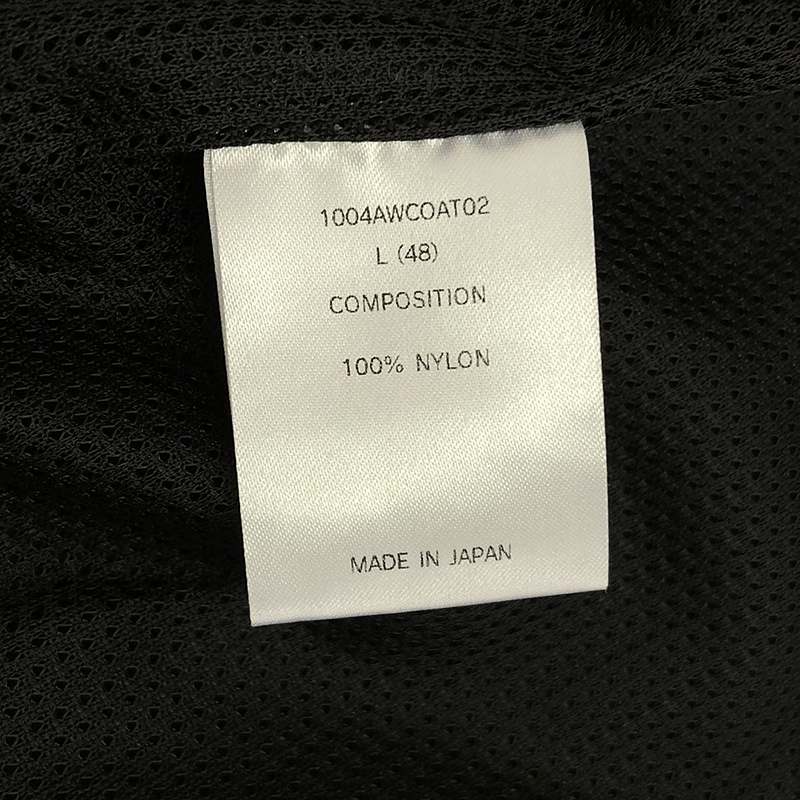 1004AWCOAT02
L (48)
COMPOSITION
100% NYLON
MADE IN JAPAN